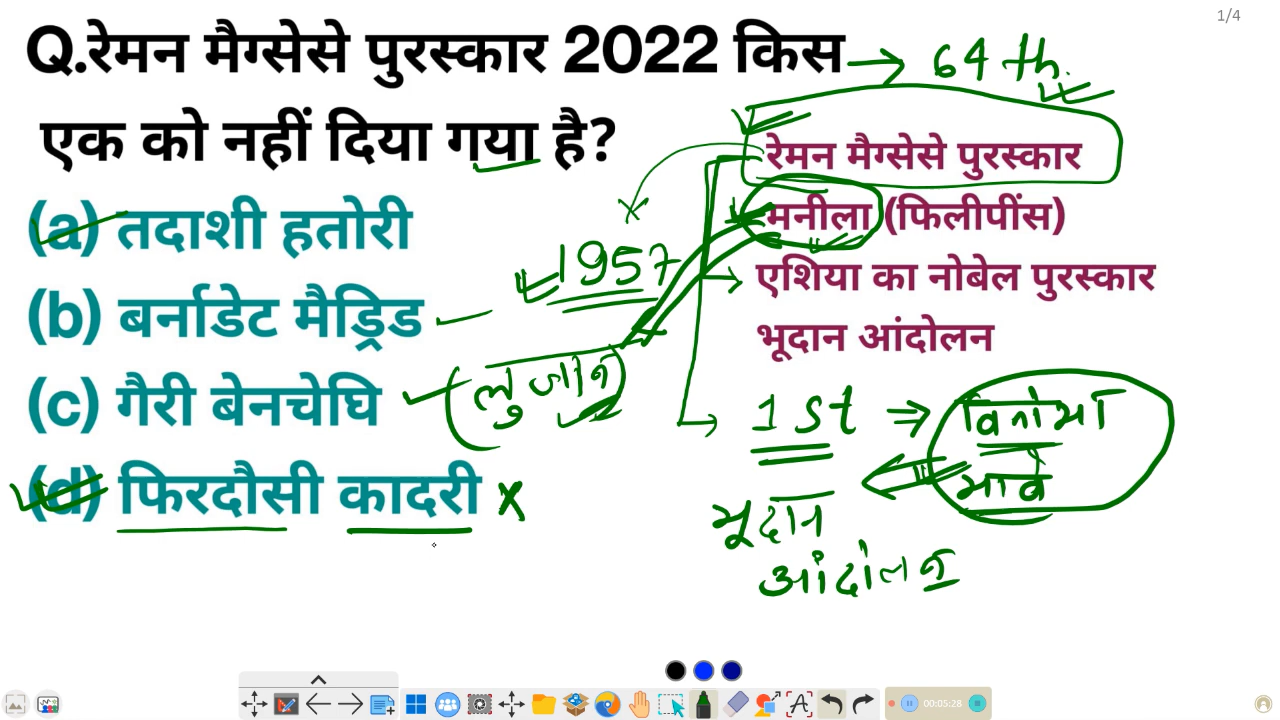 1/4
Q.रेमन मैग्सेसे पुरस्कार 2022 किस
एक को नहीं दिया गया है?
(a) तदाशी हतोरी
(b) बर्नाडेट मैड्रिड
(c) गैरी बेनचेघि
(d) फिरदौसी कादरी x
→ 64 th.
रेमन मैग्सेसे पुरस्कार
मनीला (फिलीपींस)
एशिया का नोबेल पुरस्कार
भूदान आंदोलन
1957
1st ⇒ विनोभा
भावे
भूदान
आंदोलन
00:05:28